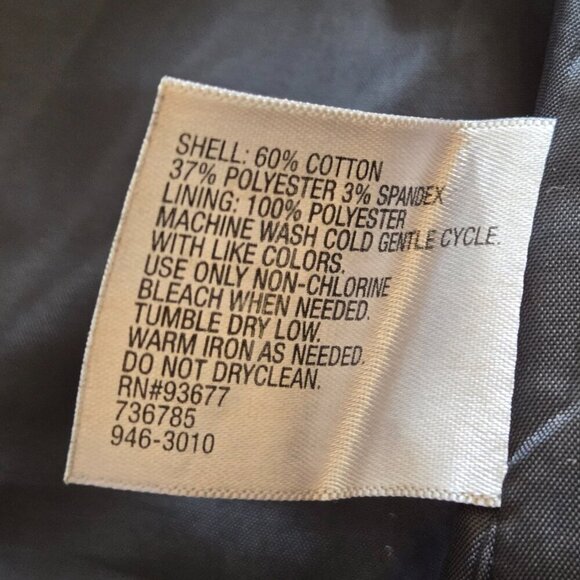 SHELL: 60% COTTON
37% POLYESTER 3% SPANDEX
LINING: 100% POLYESTER
MACHINE WASH COLD GENTLE CYCLE.
WITH LIKE COLORS.
USE ONLY NON-CHLORINE
BLEACH WHEN NEEDED.
TUMBLE DRY LOW.
WARM IRON AS NEEDED.
DO NOT DRYCLEAN.
RN#93677
736785
946-3010